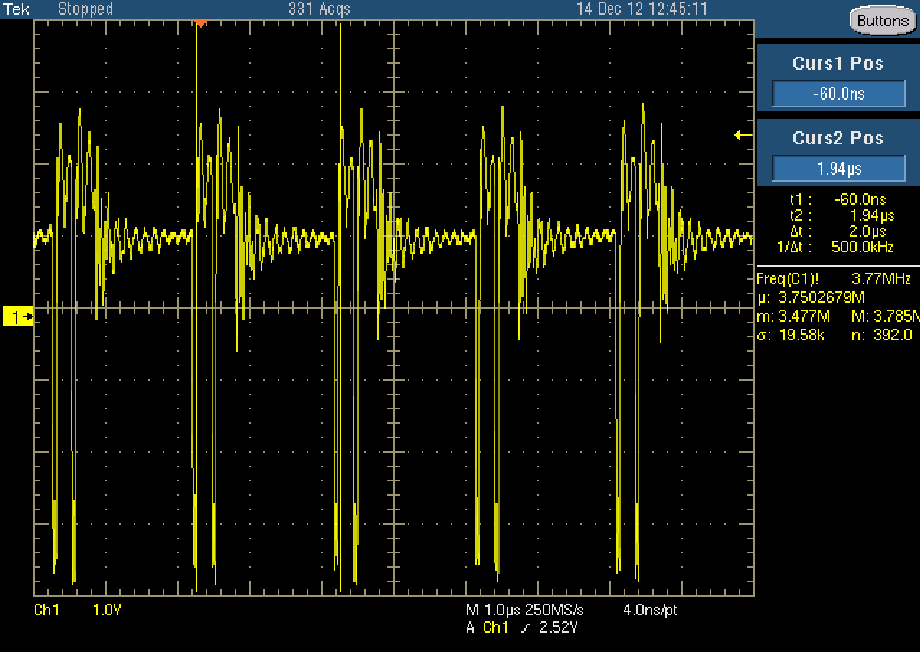 Tek Stopped 331 Acqs 14 Dec 12 12:45:11
Buttons
Curs1 Pos
-60.0ns
Curs2 Pos
1.94µs
t1: -60.0ns
t2: 1.94µs
Δt: 2.0µs
1/Δt: 500.0kHz
Freq(C1)! 3.77MHz
µ: 3.7502679M
m: 3.477M M: 3.785M
σ: 19.58k n: 392.0
1
Ch1 1.0V M 1.0µs 250MS/s 4.0ns/pt
A Ch1 2.52V